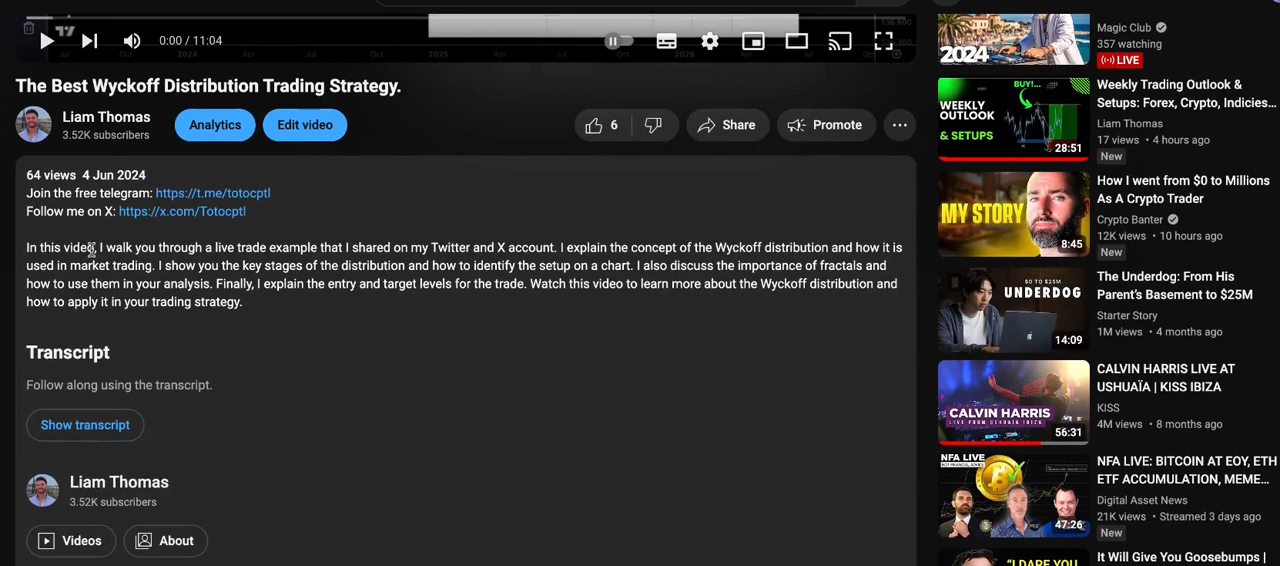 0:00 / 11:04
The Best Wyckoff Distribution Trading Strategy.
Liam Thomas
3.52K subscribers
Analytics
Edit video
6
Share
Promote
64 views 4 Jun 2024
Join the free telegram: https://t.me/totocptl
Follow me on X: https://x.com/Totocptl
In this video, I walk you through a live trade example that I shared on my Twitter and X account. I explain the concept of the Wyckoff distribution and how it is
used in market trading. I show you the key stages of the distribution and how to identify the setup on a chart. I also discuss the importance of fractals and
how to use them in your analysis. Finally, I explain the entry and target levels for the trade. Watch this video to learn more about the Wyckoff distribution and
how to apply it in your trading strategy.
Transcript
Follow along using the transcript.
Show transcript
Liam Thomas
3.52K subscribers
Videos
About
2024
Magic Club
357 watching
LIVE
WEEKLY
OUTLOOK
& SETUPS
BUY!...
28:51
Weekly Trading Outlook &
Setups: Forex, Crypto, Indicies...
Liam Thomas
17 views • 4 hours ago
New
MY STORY
8:45
How I went from $0 to Millions
As A Crypto Trader
Crypto Banter
12K views • 10 hours ago
New
$0 TO $25M
UNDERDOG
14:09
The Underdog: From His
Parent's Basement to $25M
Starter Story
1M views • 4 months ago
CALVIN HARRIS
LIVE FROM USHUAÏA IBIZA
56:31
CALVIN HARRIS LIVE AT
USHUAÏA | KISS IBIZA
KISS
4M views • 8 months ago
NFA LIVE
NOT FINANCIAL ADVICE
47:26
NFA LIVE: BITCOIN AT EOY, ETH
ETF ACCUMULATION, MEME...
Digital Asset News
21K views • Streamed 3 days ago
New
"I DARE YOU
It Will Give You Goosebumps |